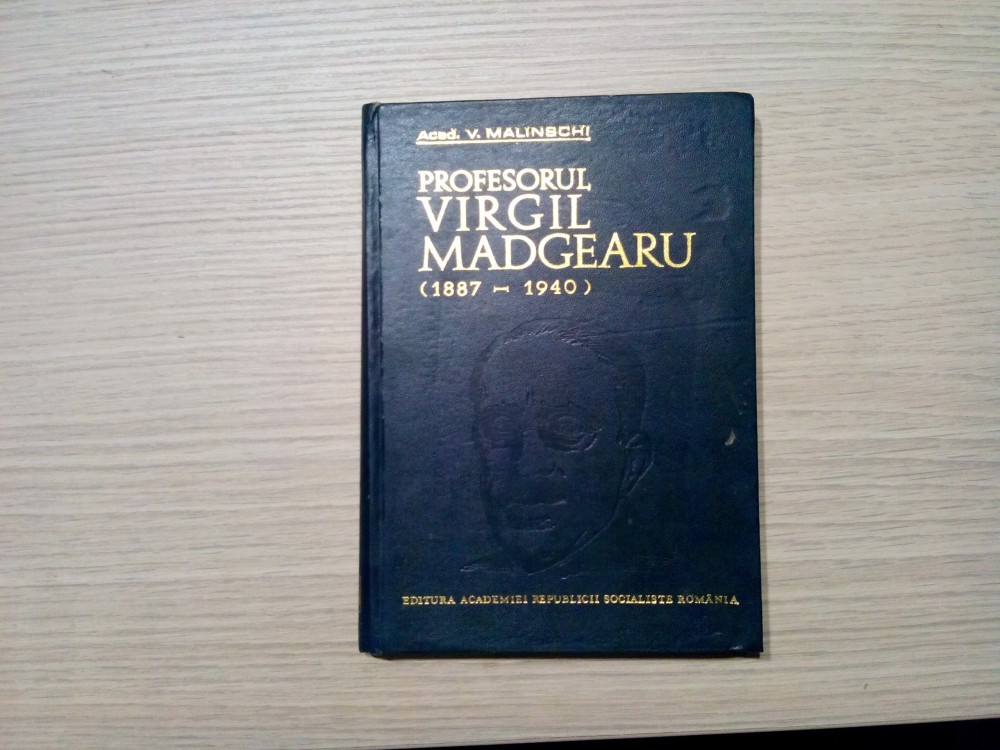 Acad. V. MALINSCHI
PROFESORUL
VIRGIL
MADGEARU
(1887 – 1940)
EDITURA ACADEMIEI REPUBLICII SOCIALISTE ROMÂNIA